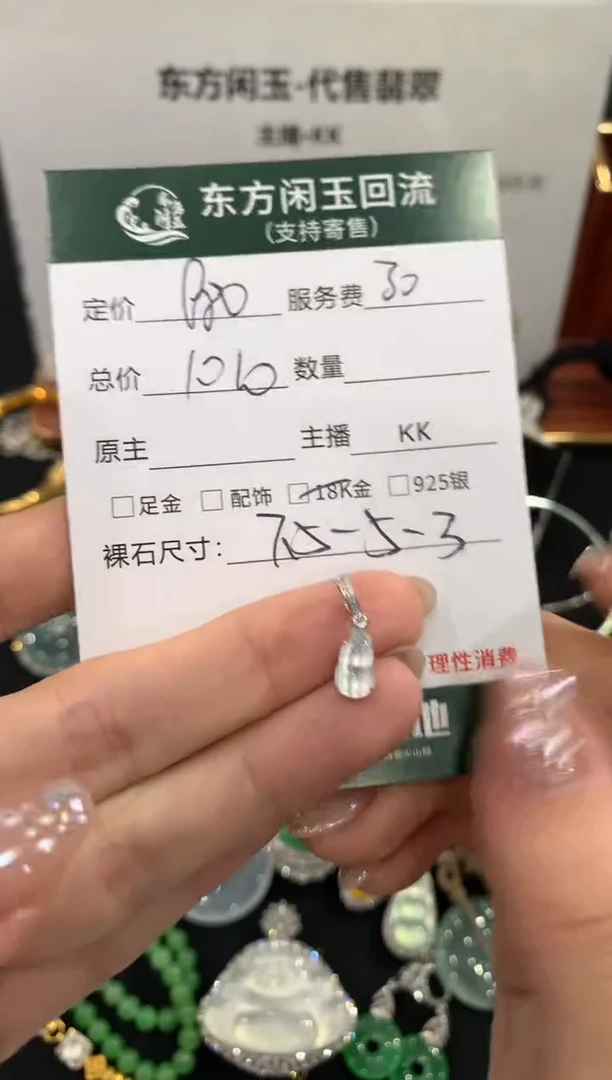 东方闲玉-代售翡翠
主播-KK
东方闲玉回流
(支持寄售)
定价 980 服务费 30
总价 1010 数量
原主 主播 KK
足金 配饰 18K金 925银
裸石尺寸: 7.5-5-3
理性消费